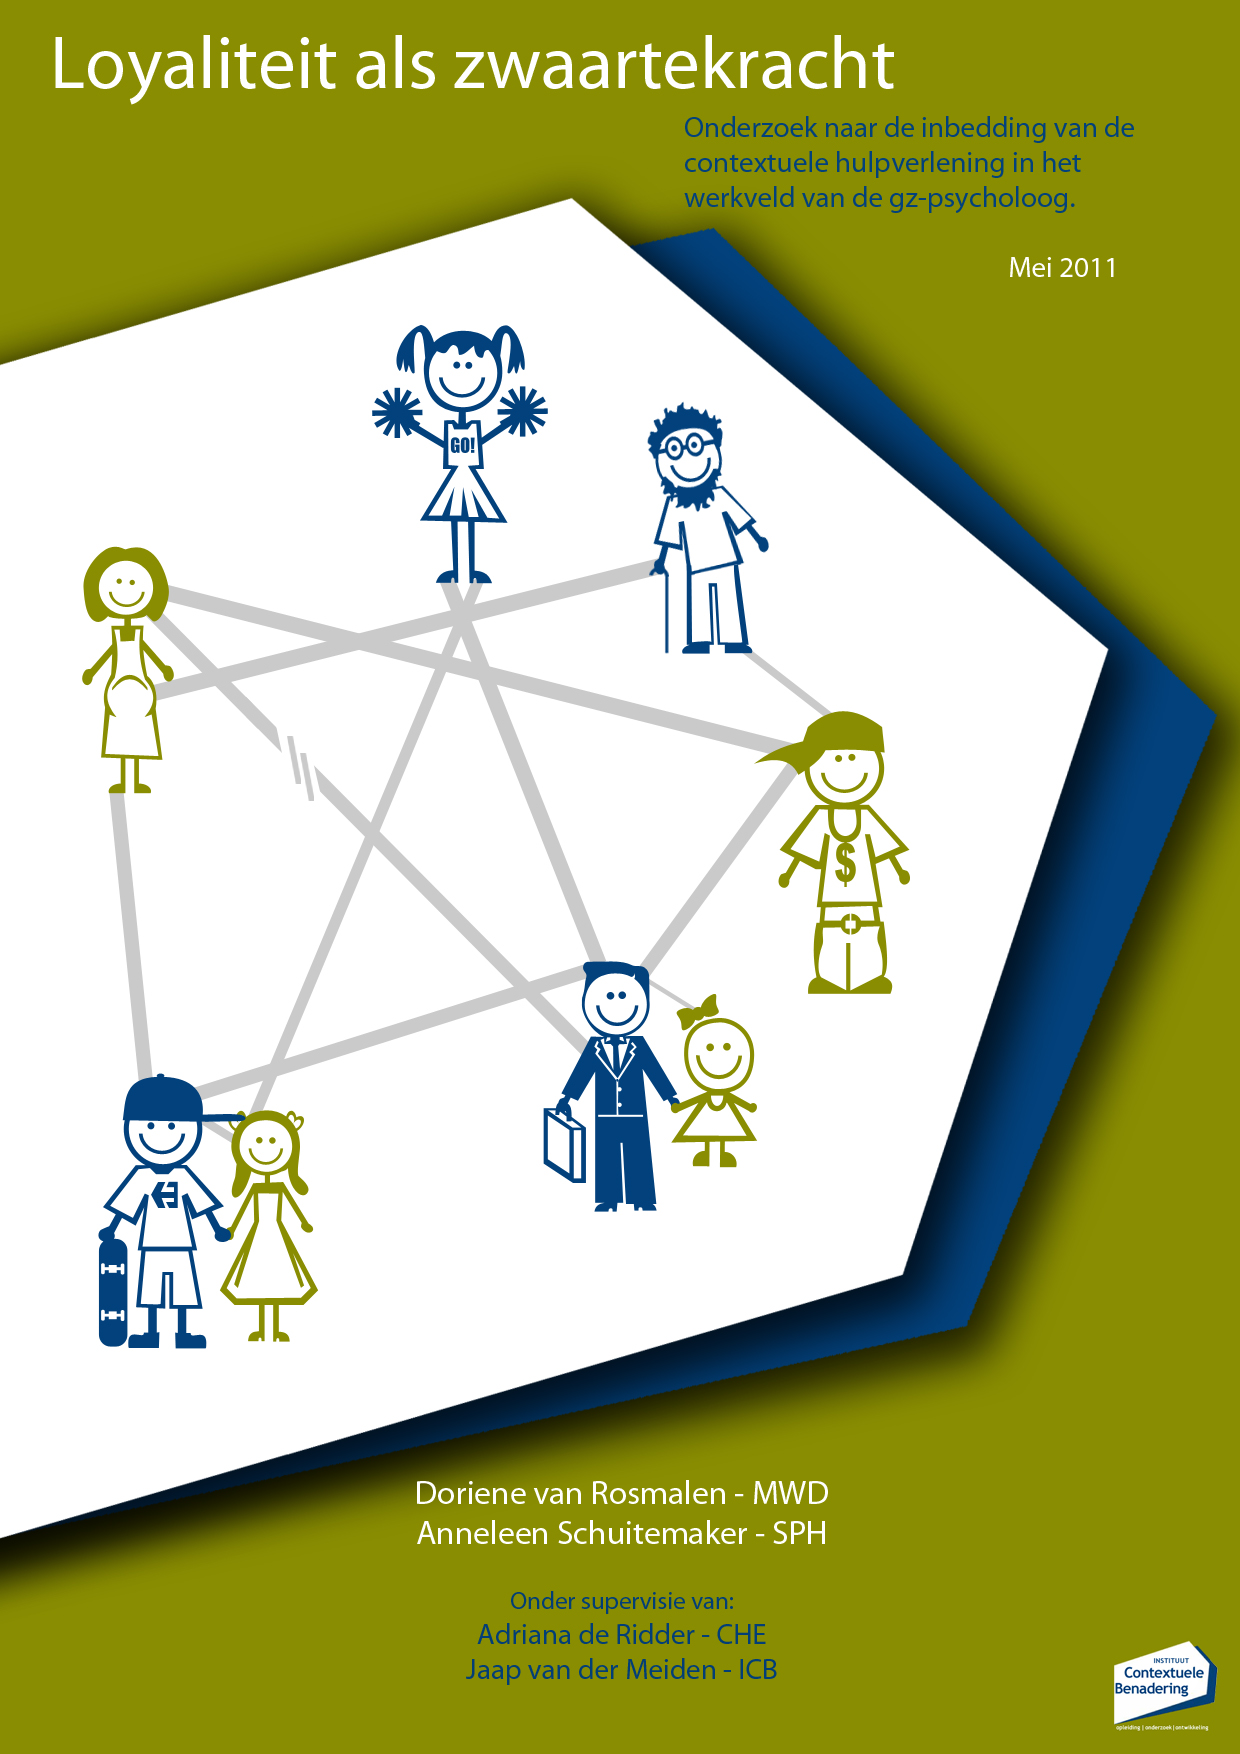 Loyaliteit als zwaartekracht
Onderzoek naar de inbedding van de
contextuele hulpverlening in het
werkveld van de gz-psycholoog.
Mei 2011
GO!
$
Doriene van Rosmalen - MWD
Anneleen Schuitemaker - SPH
Onder supervisie van:
Adriana de Ridder - CHE
Jaap van der Meiden - ICB
INSTITUUT
Contextuele
Benadering
opleiding | onderzoek | ontwikkeling